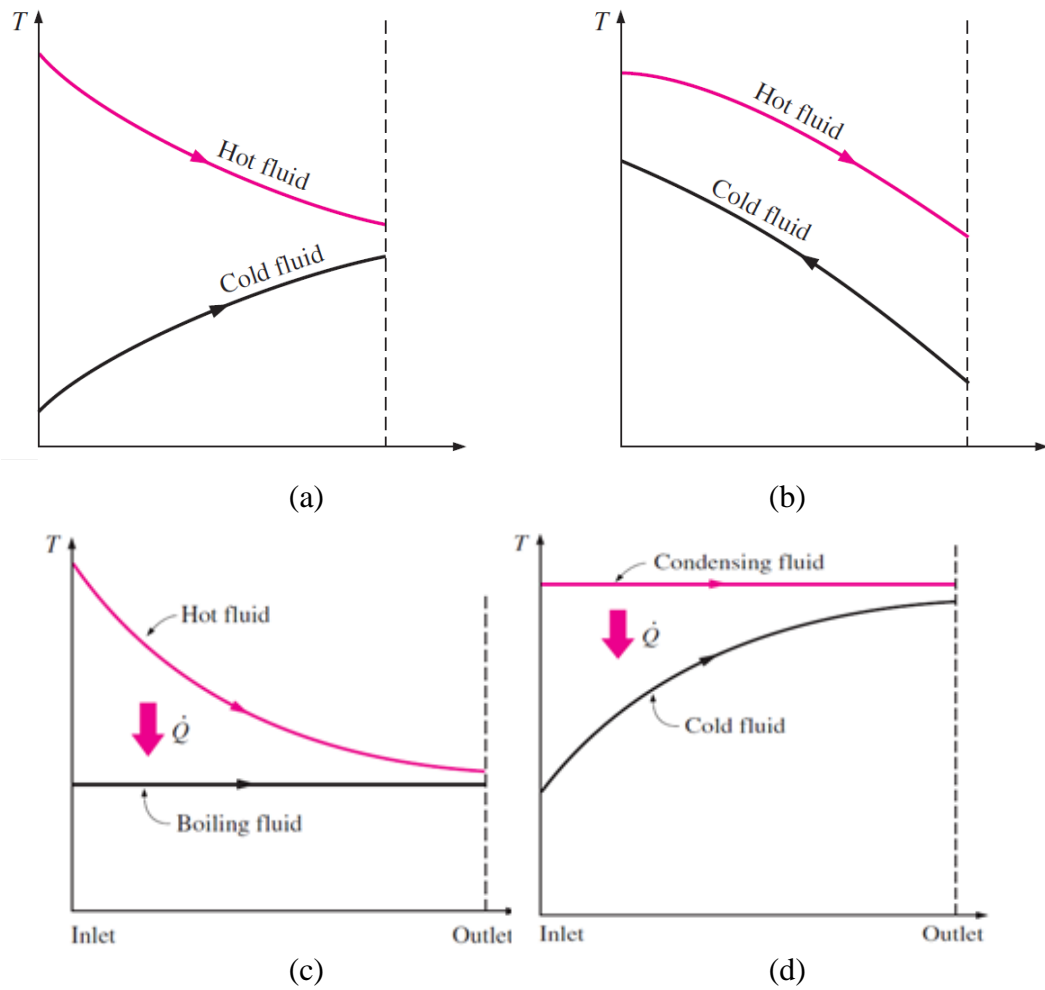 T
Hot fluid
Cold fluid
(a)
T
Hot fluid
Cold fluid
(b)
T
Hot fluid
Q̇
Boiling fluid
Inlet
Outlet
(c)
T
Condensing fluid
Q̇
Cold fluid
Inlet
Outlet
(d)